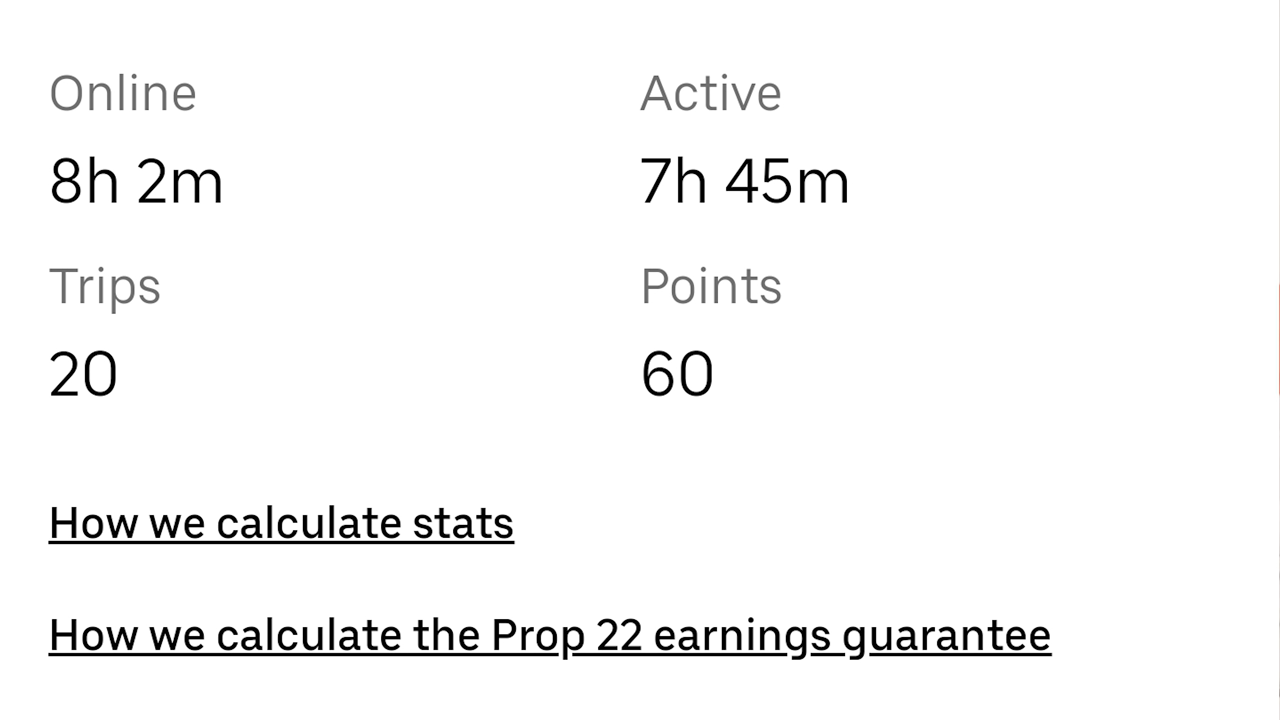 Online Active
8h 2m 7h 45m
Trips Points
20 60
How we calculate stats
How we calculate the Prop 22 earnings guarantee